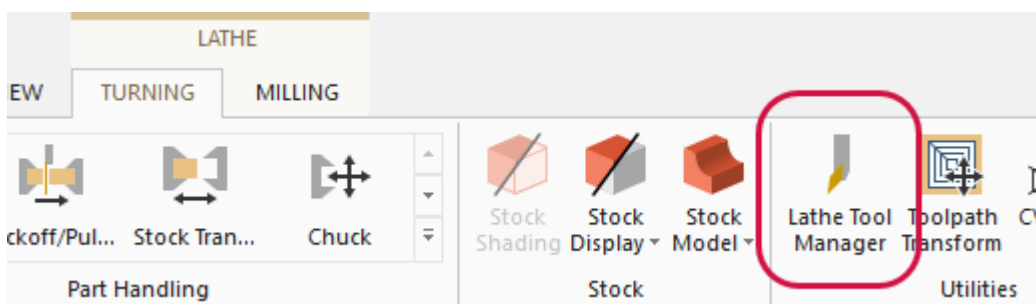 LATHE
EW TURNING MILLING
ckoff/Pul... Stock Tran... Chuck
Stock Shading
Stock Display
Stock Model
Lathe Tool Manager
Toolpath Transform
Part Handling
Stock
Utilities